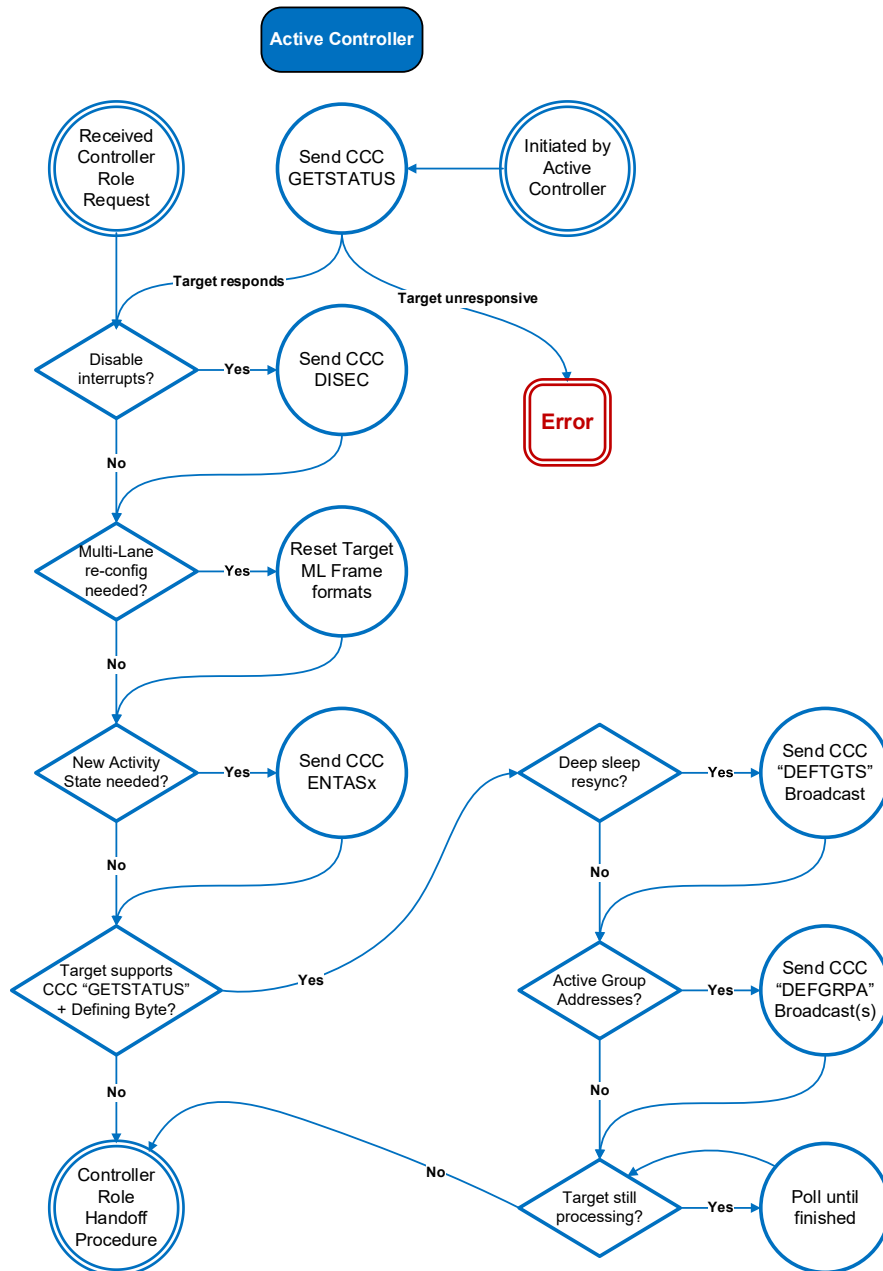 Active Controller
Received
Controller
Role
Request
Send CCC
GETSTATUS
Initiated by
Active
Controller
Target responds
Target unresponsive
Disable
interrupts?
Yes
Send CCC
DISEC
Error
No
Multi-Lane
re-config
needed?
Yes
Reset Target
ML Frame
formats
No
New Activity
State needed?
Yes
Send CCC
ENTASx
Deep sleep
resync?
Yes
Send CCC
“DEFTGTS”
Broadcast
No
No
Target supports
CCC “GETSTATUS”
+ Defining Byte?
Yes
Active Group
Addresses?
Yes
Send CCC
“DEFGRPA”
Broadcast(s)
No
No
Controller
Role
Handoff
Procedure
No
Target still
processing?
Yes
Poll until
finished